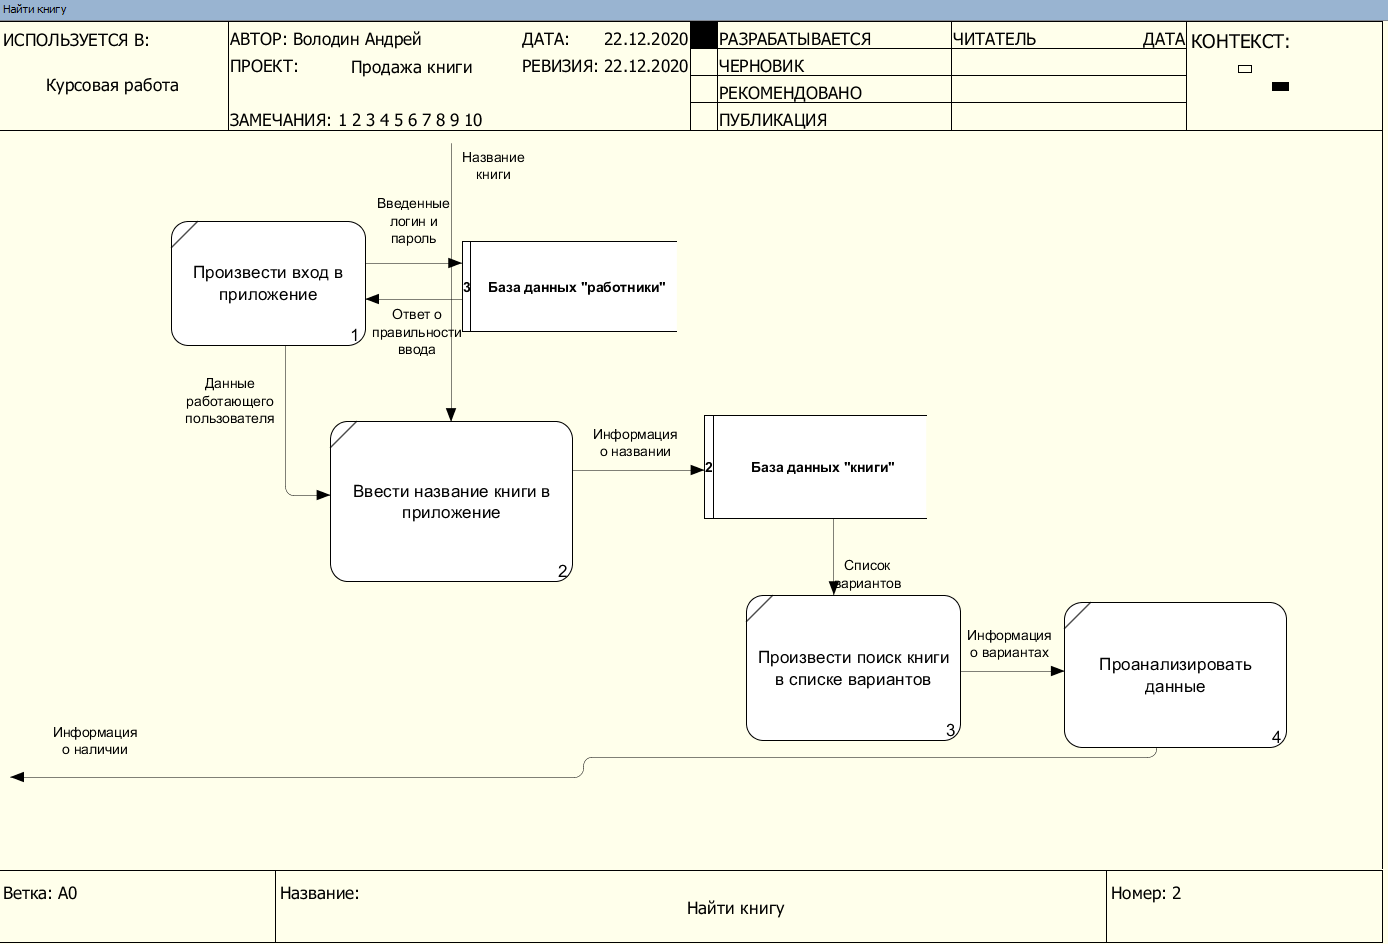 Найти книгу
ИСПОЛЬЗУЕТСЯ В:
Курсовая работа
АВТОР: Володин Андрей
ДАТА: 22.12.2020
ПРОЕКТ: Продажа книги
РЕВИЗИЯ: 22.12.2020
ЗАМЕЧАНИЯ: 1 2 3 4 5 6 7 8 9 10
РАЗРАБАТЫВАЕТСЯ
ЧЕРНОВИК
РЕКОМЕНДОВАНО
ПУБЛИКАЦИЯ
ЧИТАТЕЛЬ
ДАТА
КОНТЕКСТ:
Название
книги
Введенные
логин и
пароль
Произвести вход в
приложение
1
3
База данных "работники"
Ответ о
правильности
ввода
Данные
работающего
пользователя
Ввести название книги в
приложение
2
Информация
о названии
2
База данных "книги"
Список
вариантов
Произвести поиск книги
в списке вариантов
3
Информация
о вариантах
Проанализировать
данные
4
Информация
о наличии
Ветка: A0
Название:
Найти книгу
Номер: 2